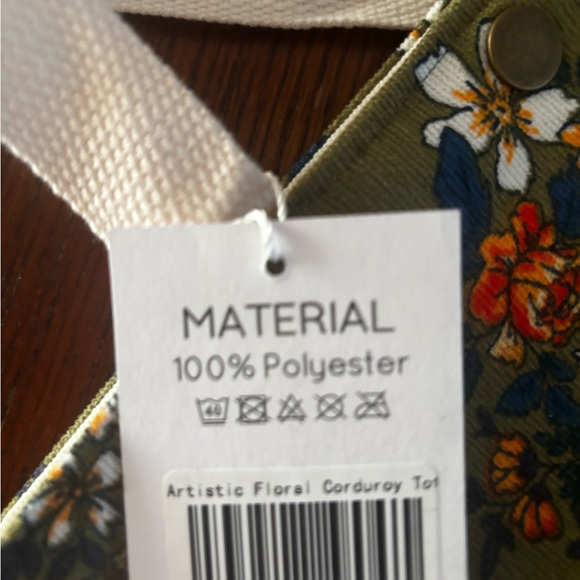 MATERIAL
100% Polyester
40
Artistic Floral Corduroy Tot